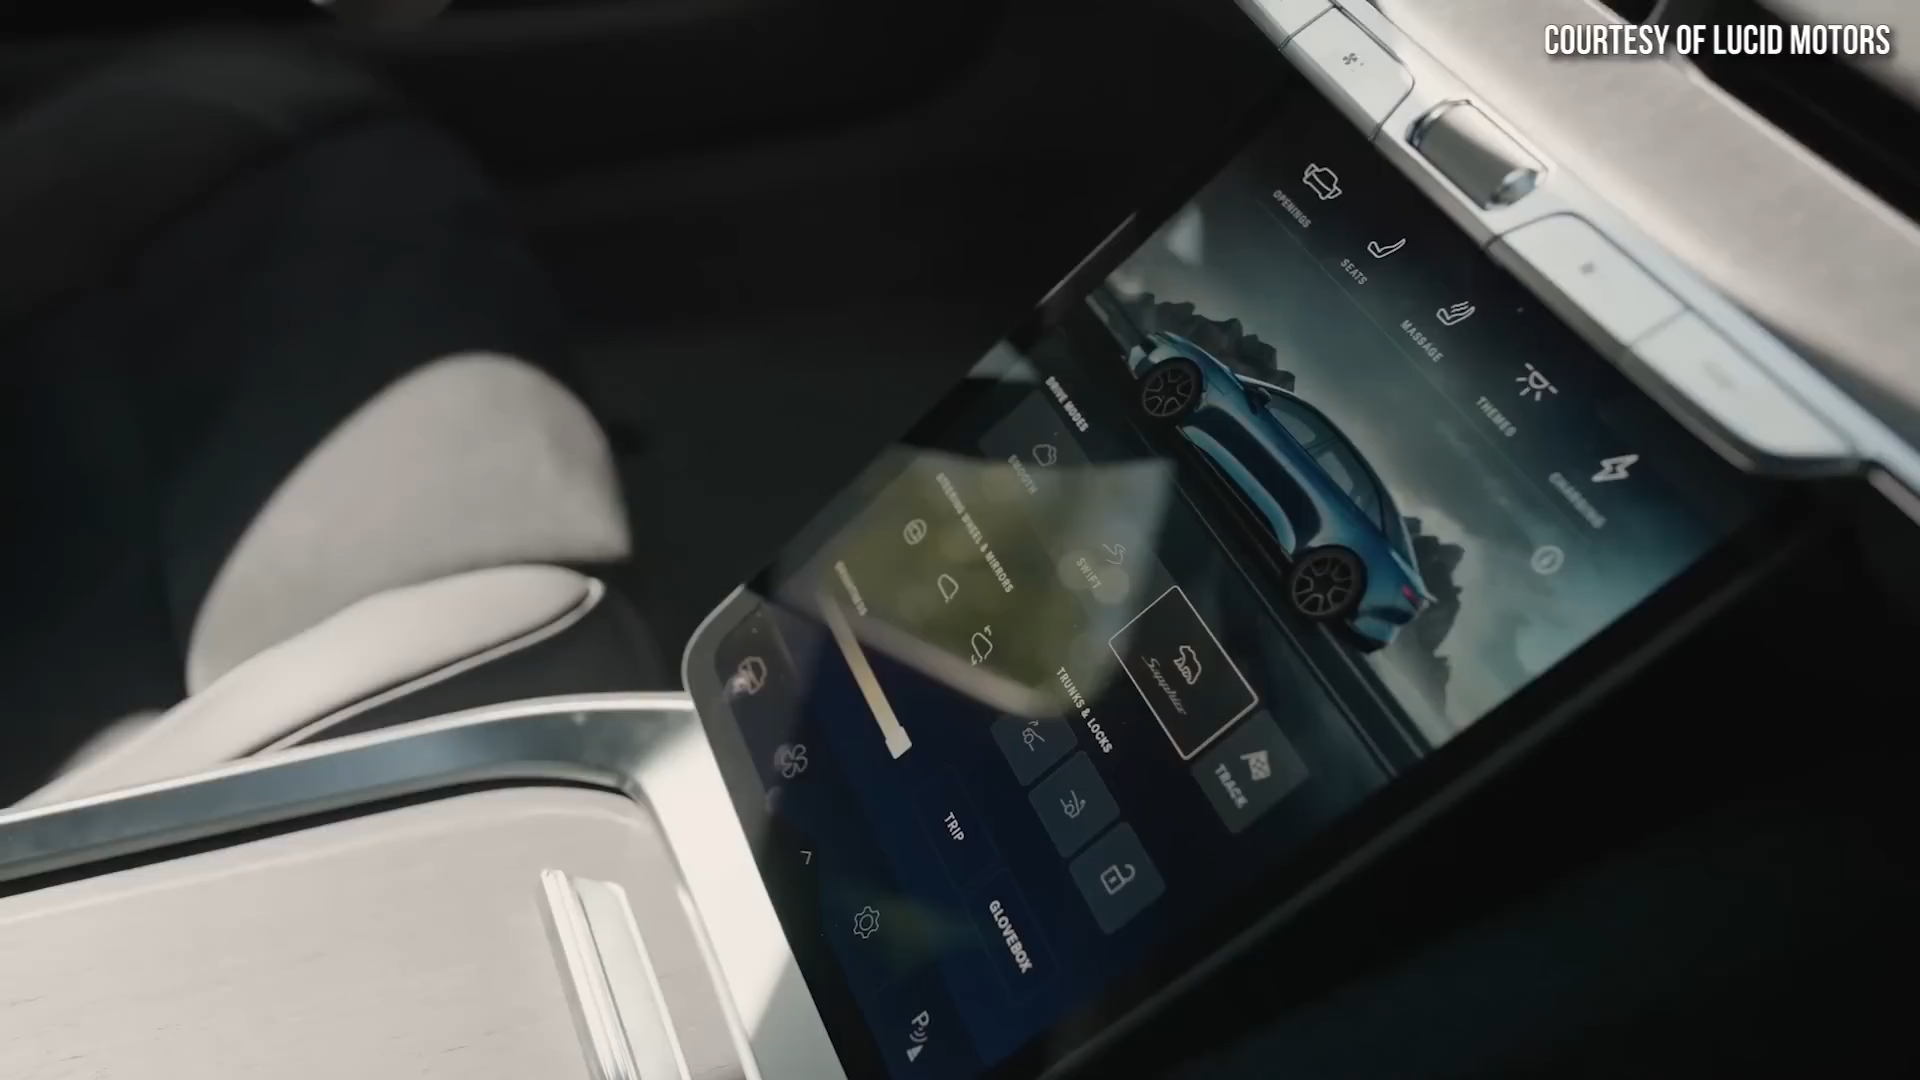 COURTESY OF LUCID MOTORS
OPENINGS
SEATS
MASSAGE
THEMES
CHARGING
DRIVE MODES
SMOOTH
SWIFT
Sapphire
TRACK
STEERING WHEEL & MIRRORS
TRUNKS & LOCKS
BRIGHTNESS
TRIP
GLOVEBOX
P